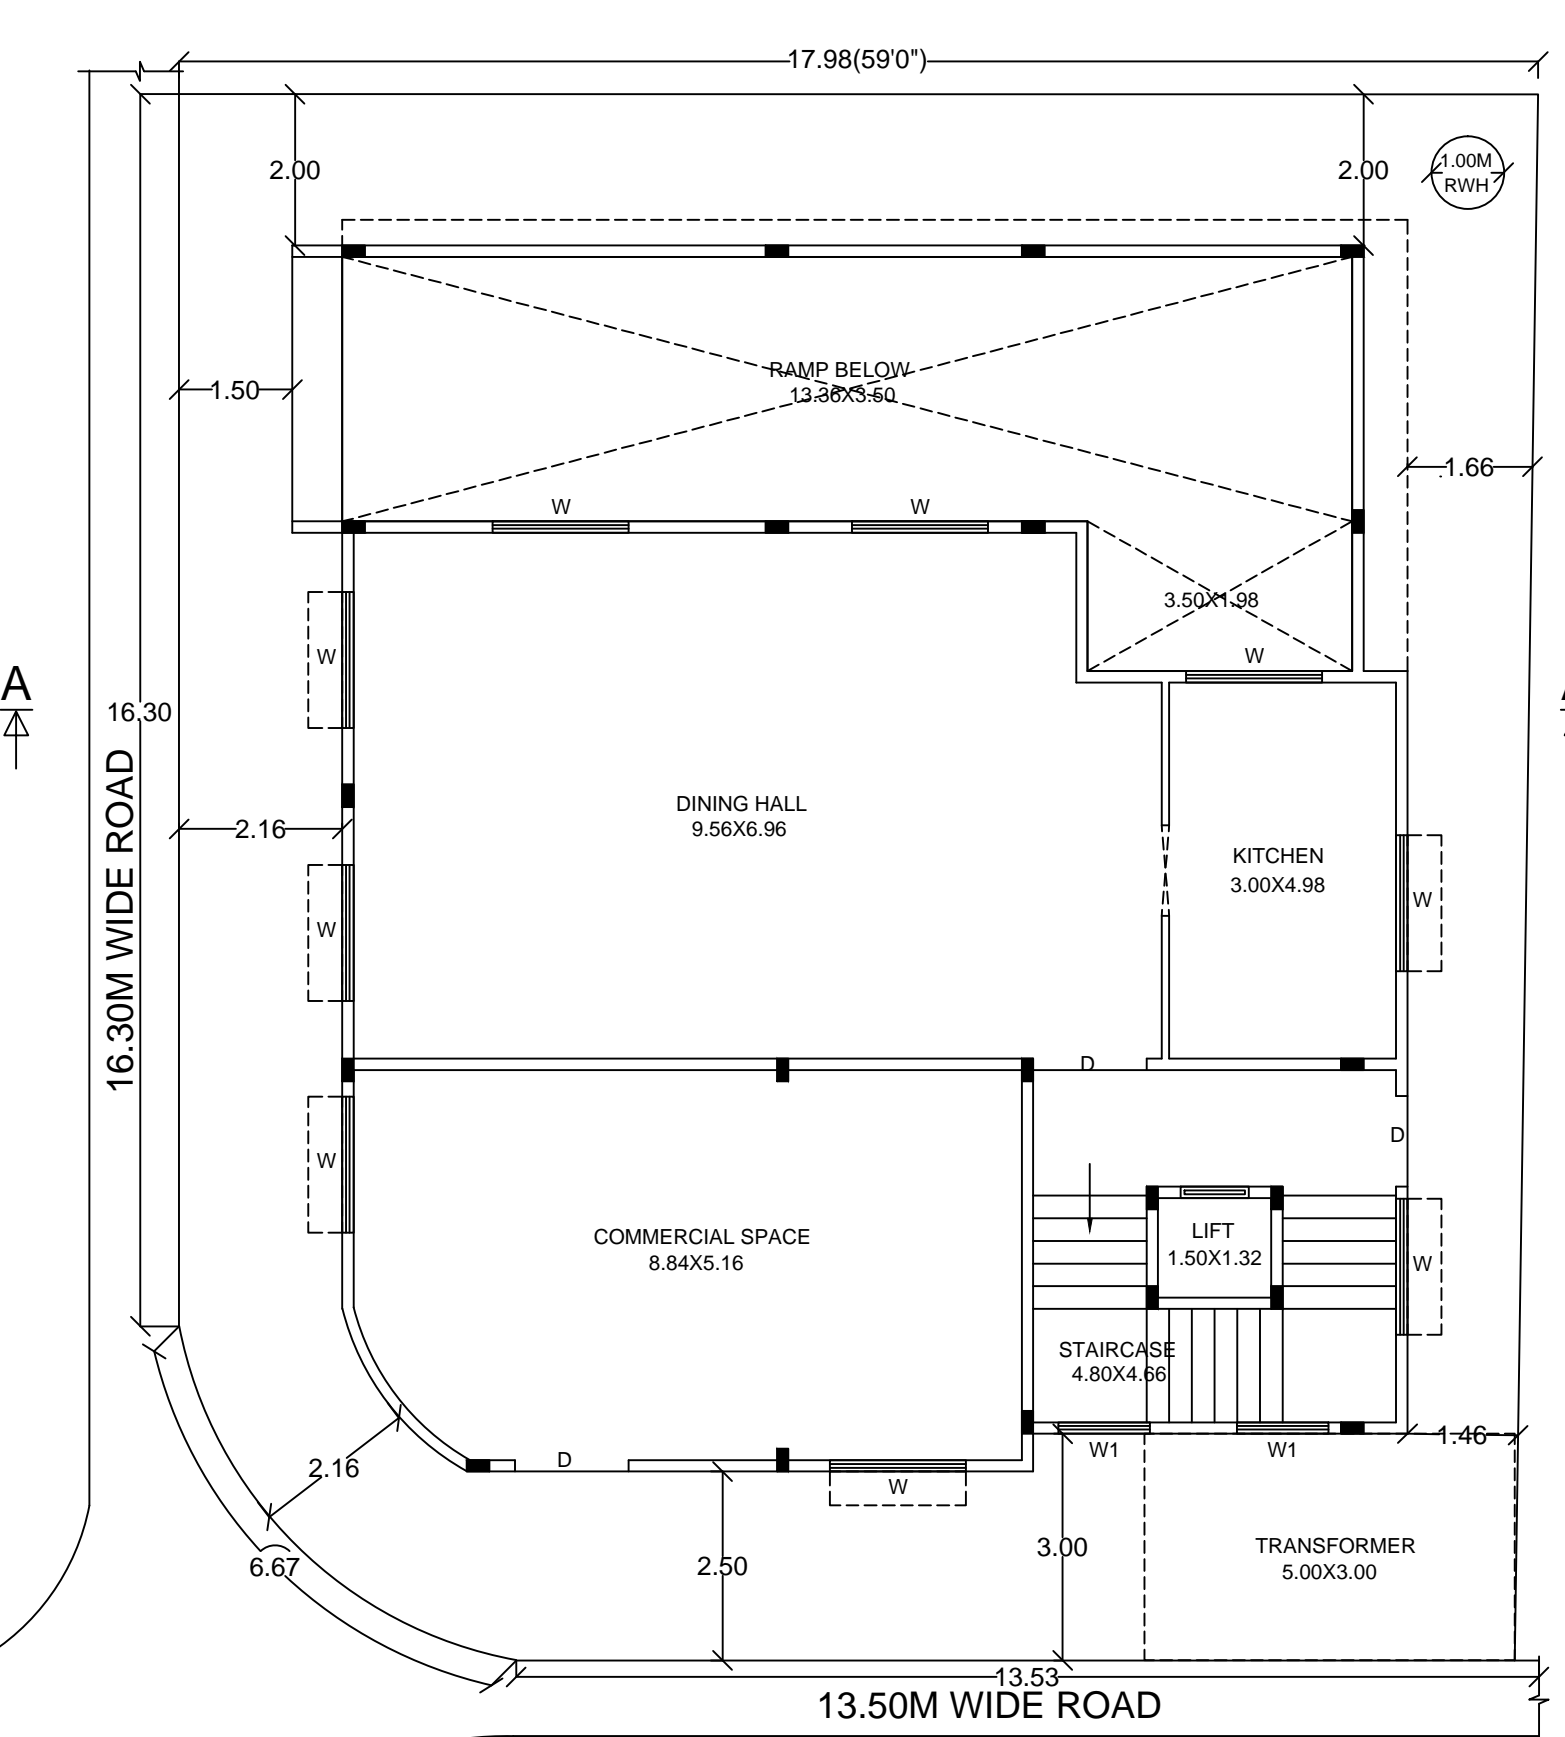 17.98(59'0")
2.00
2.00
1.00M
RWH
RAMP BELOW
13.36X3.50
1.50
1.66
W
W
3.50X1.98
W
W
A
16.30
16.30M WIDE ROAD
DINING HALL
9.56X6.96
2.16
KITCHEN
3.00X4.98
W
W
D
D
W
COMMERCIAL SPACE
8.84X5.16
LIFT
1.50X1.32
W
STAIRCASE
4.80X4.66
W1
W1
1.46
D
W
2.16
6.67
2.50
3.00
TRANSFORMER
5.00X3.00
13.53
13.50M WIDE ROAD